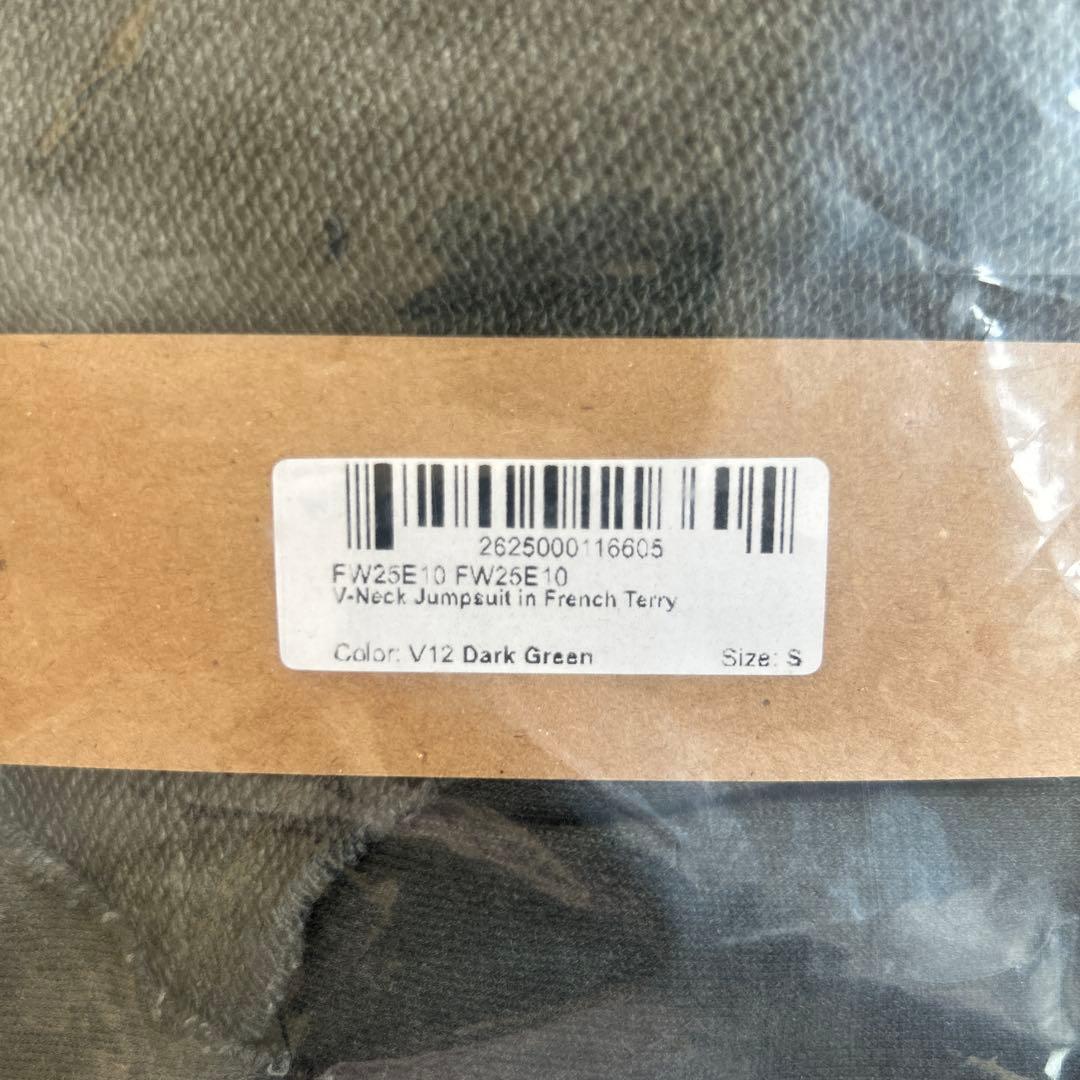 2625000116605
FW25E10 FW25E10
V-Neck Jumpsuit in French Terry
Color: V12 Dark Green Size: S